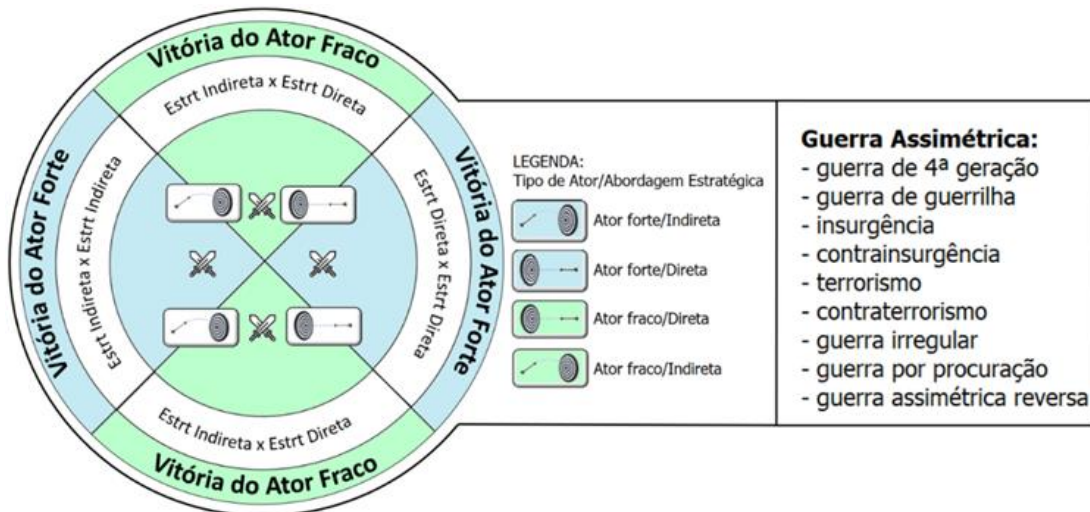 Vitória do Ator Fraco
Estrt Indireta x Estrt Direta
Vitória do Ator Forte
Estrt Indireta x Estrt Indireta
Estrt Direta x Estrt Direta
Vitória do Ator Forte
Estrt Indireta x Estrt Direta
Vitória do Ator Fraco
LEGENDA:
Tipo de Ator/Abordagem Estratégica
Ator forte/Indireta
Ator forte/Direta
Ator fraco/Direta
Ator fraco/Indireta
Guerra Assimétrica:
- guerra de 4ª geração
- guerra de guerrilha
- insurgência
- contrainsurgência
- terrorismo
- contraterrorismo
- guerra irregular
- guerra por procuração
- guerra assimétrica reversa